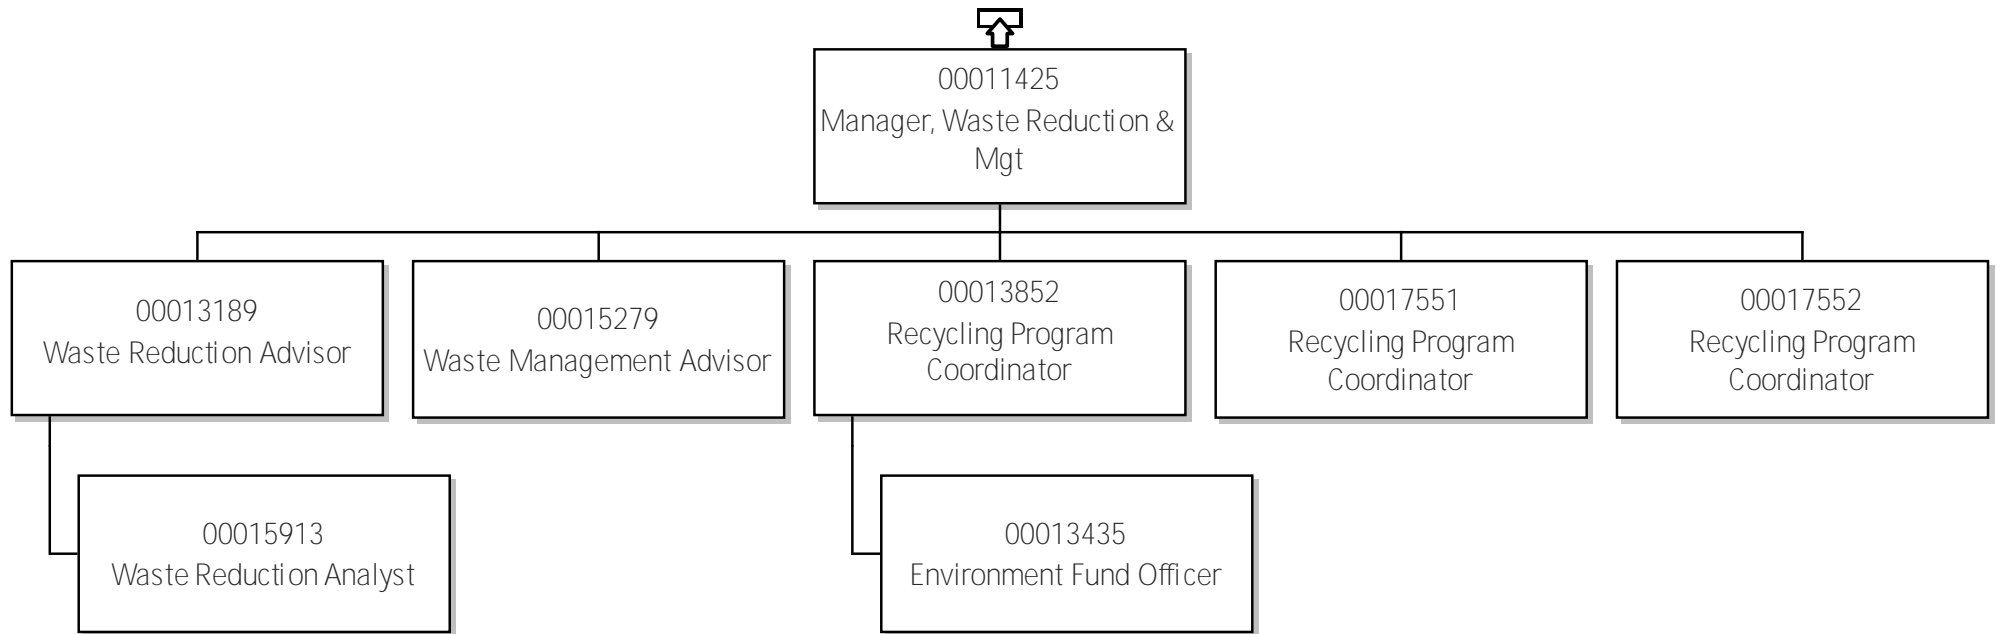 00011425
Manager, Waste Reduction &
Mgt
00013189
Waste Reduction Advisor
00015279
Waste Management Advisor
00013852
Recycling Program
Coordinator
00017551
Recycling Program
Coordinator
00017552
Recycling Program
Coordinator
00015913
Waste Reduction Analyst
00013435
Environment Fund Officer